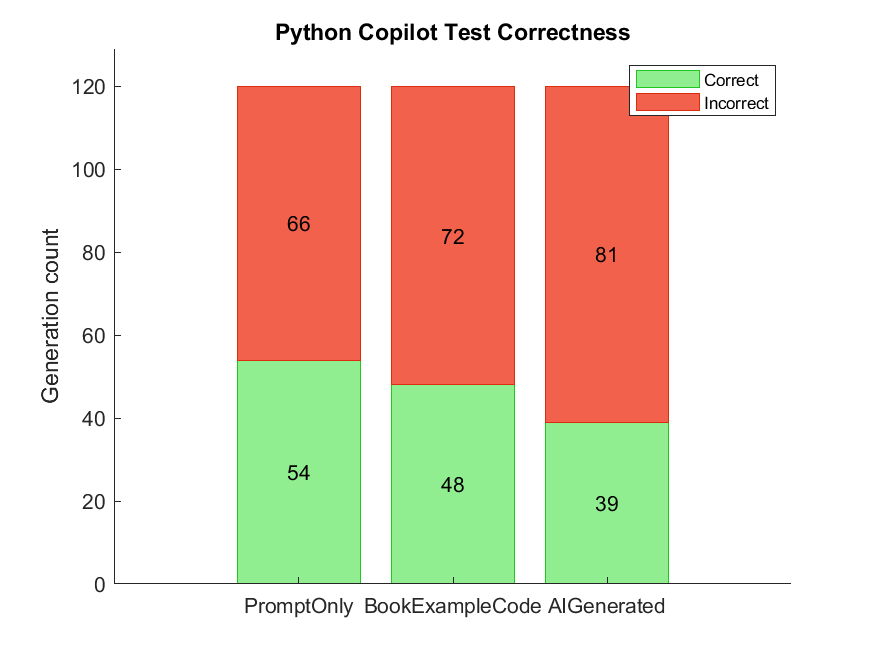 Python Copilot Test Correctness
Correct
Incorrect
120
100
80
60
40
20
0
Generation count
66
72
81
54
48
39
PromptOnly BookExampleCode AIGenerated